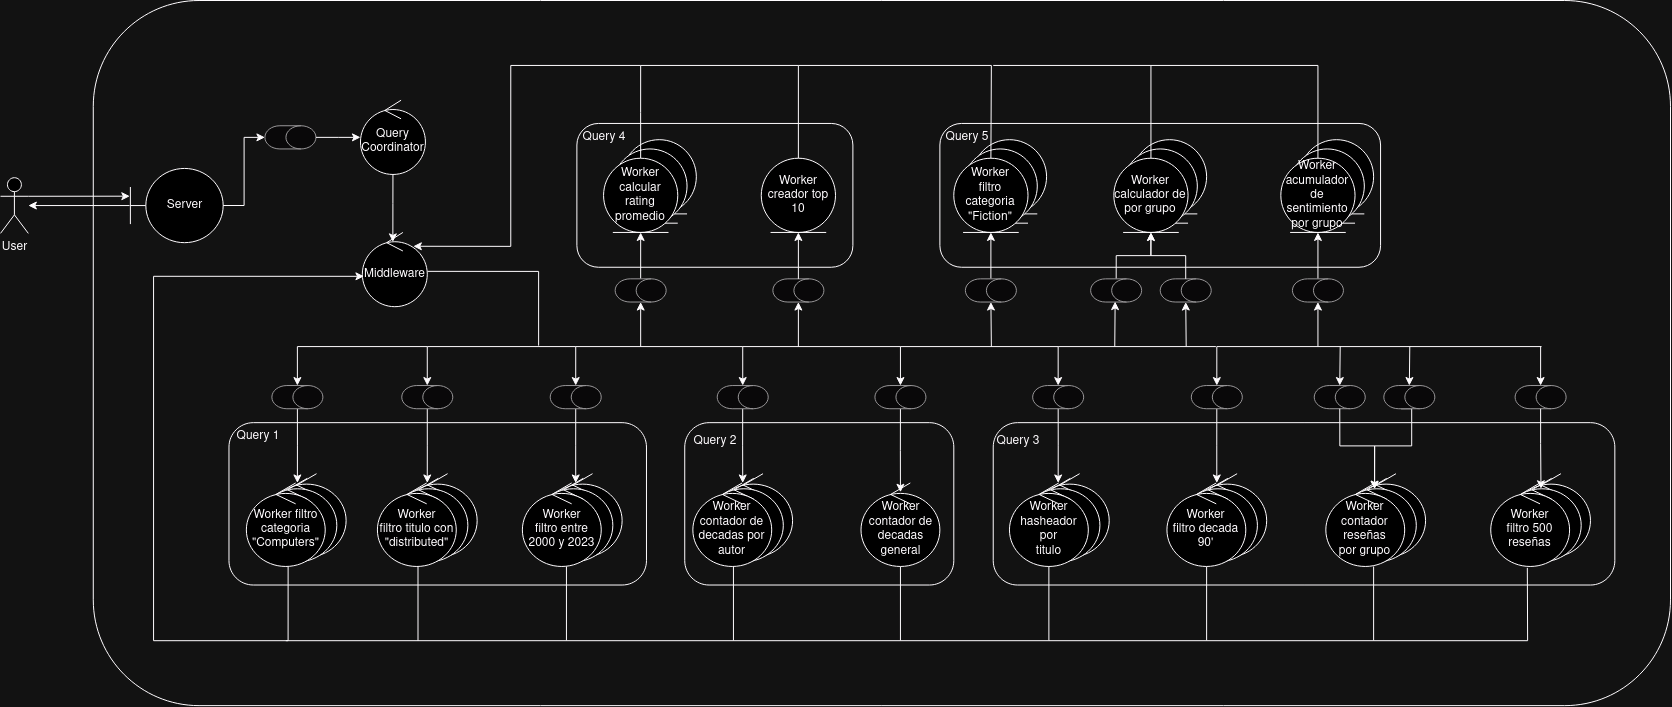 User
Server
Query
Coordinator
Middleware
Query 4
Worker
calcular
rating
promedio
Worker
creador top
10
Query 5
Worker
filtro
categoria
"Fiction"
Worker
calculador de
por grupo
Worker
acumulador
de
sentimiento
por grupo
Query 1
Worker filtro
categoria
"Computers"
Worker
filtro titulo con
"distributed"
Worker
filtro entre
2000 y 2023
Query 2
Worker
contador de
decadas por
autor
Worker
contador de
decadas
general
Query 3
Worker
hasheador
por
titulo
Worker
filtro decada
90'
Worker
contador
reseñas
por grupo
Worker
filtro 500
reseñas